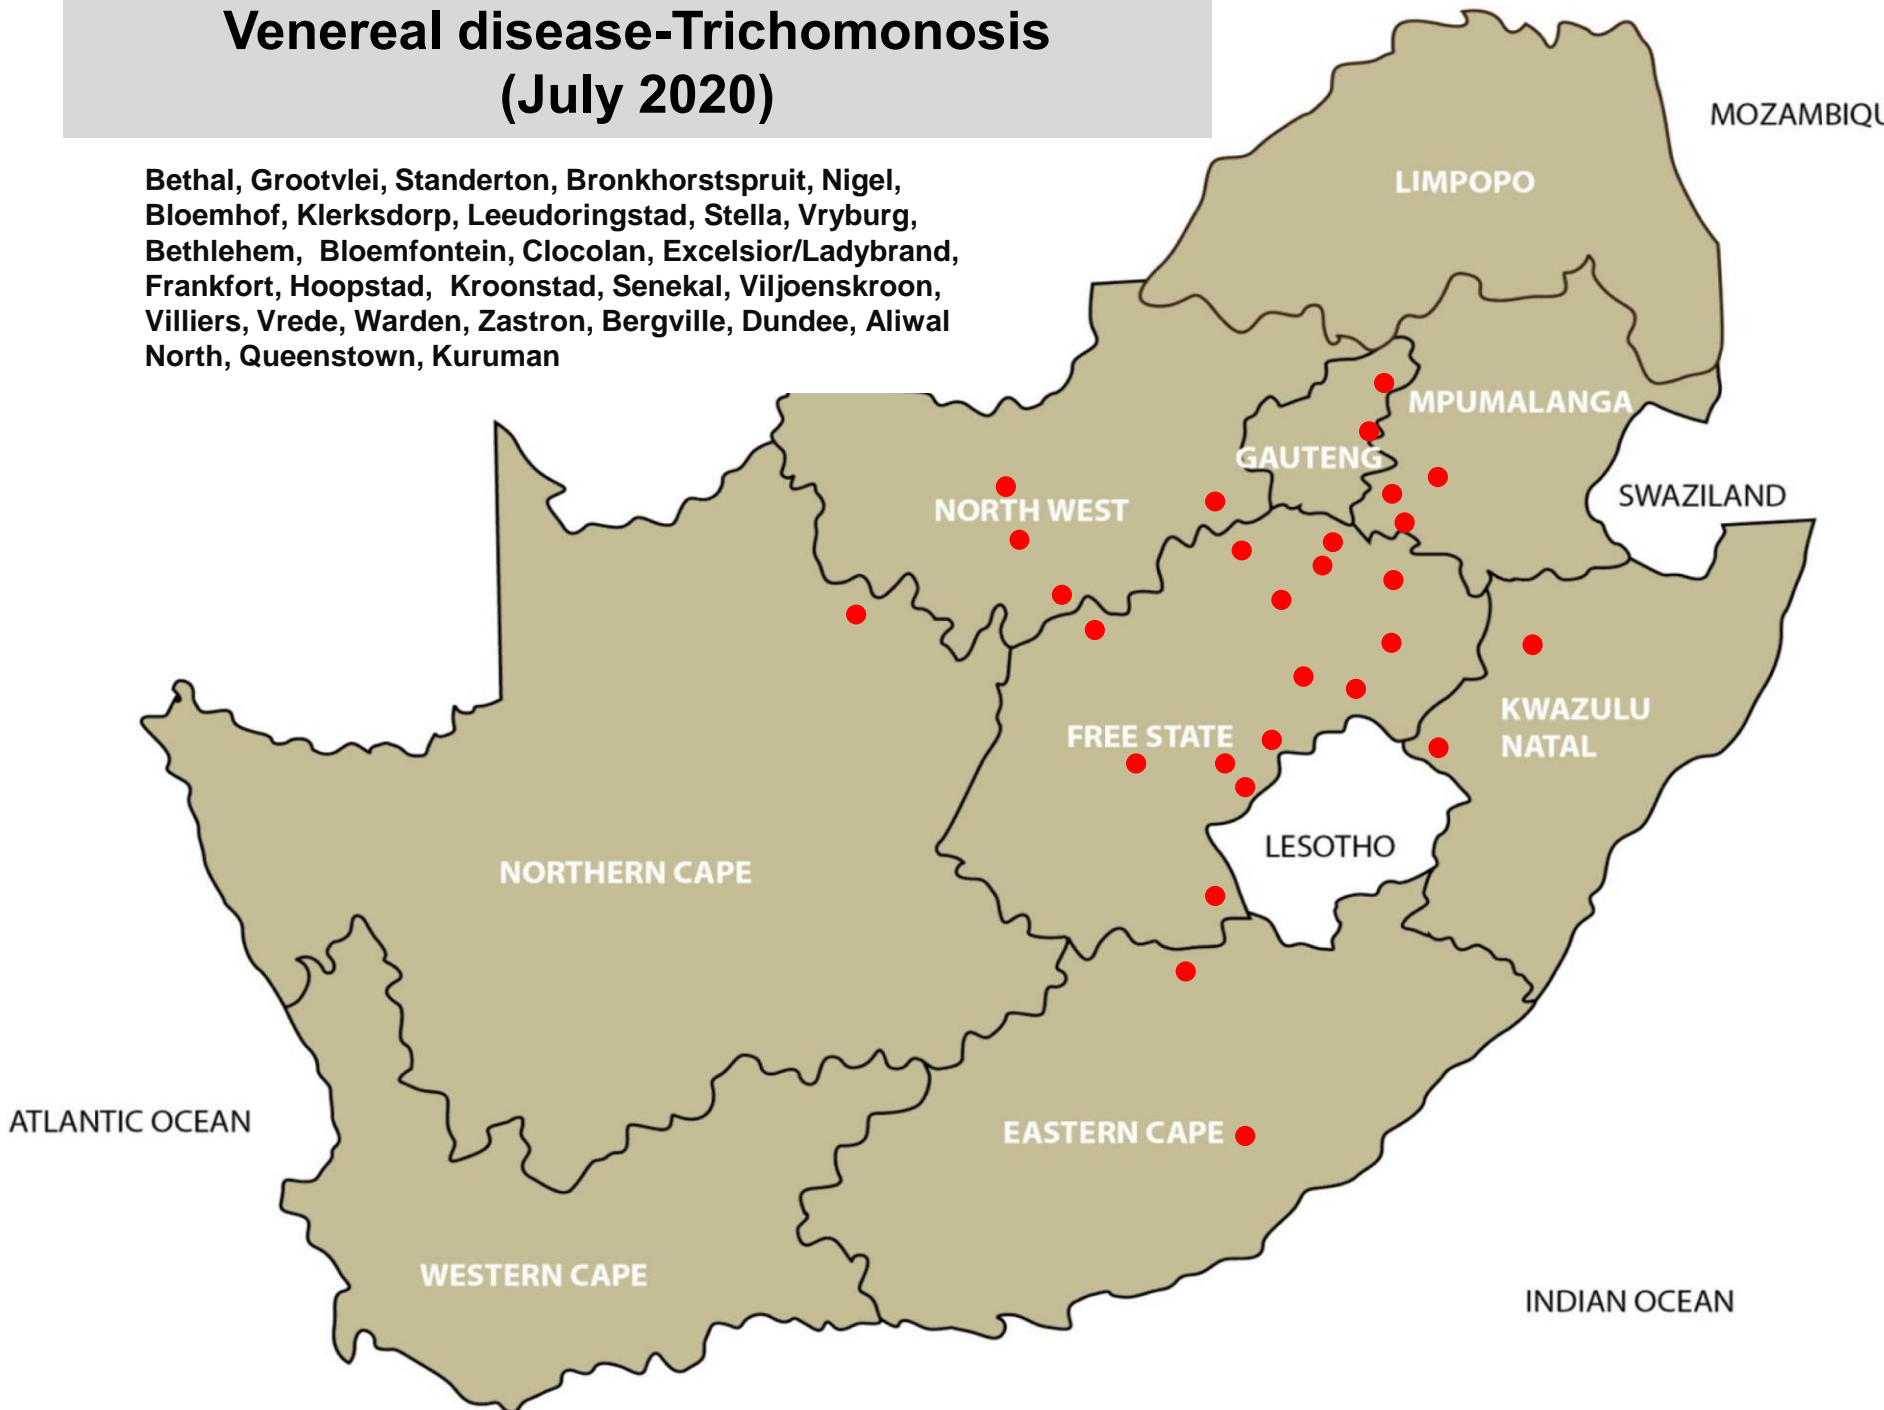 Venereal disease-Trichomonosis
(July 2020)
Bethal, Grootvlei, Standerton, Bronkhorstspruit, Nigel,
Bloemhof, Klerksdorp, Leeudoringstad, Stella, Vryburg,
Bethlehem, Bloemfontein, Clocolan, Excelsior/Ladybrand,
Frankfort, Hoopstad, Kroonstad, Senekal, Viljoenskroon,
Villiers, Vrede, Warden, Zastron, Bergville, Dundee, Aliwal
North, Queenstown, Kuruman
MOZAMBIQU
LIMPOPO
MPUMALANGA
GAUTENG
SWAZILAND
NORTH WEST
KWAZULU
NATAL
FREE STATE
LESOTHO
NORTHERN CAPE
ATLANTIC OCEAN
EASTERN CAPE
WESTERN CAPE
INDIAN OCEAN